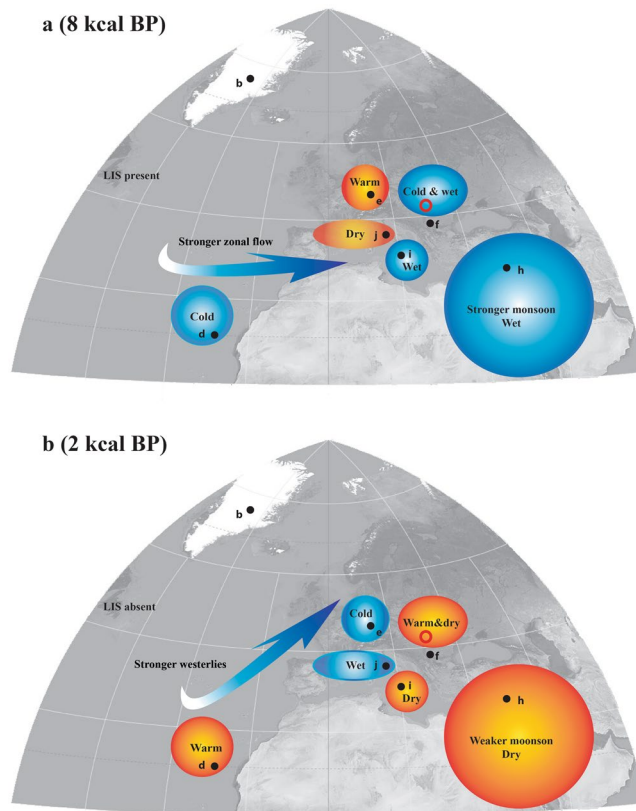 a (8 kcal BP)
b
LIS present
Warm
e
Cold & wet
f
Dry
j
i
Wet
Stronger zonal flow
h
Cold
d
Stronger monsoon
Wet
b (2 kcal BP)
b
LIS absent
Cold
e
Warm&dry
f
Stronger westerlies
Wet
j
i
Dry
h
Warm
d
Weaker moonson
Dry